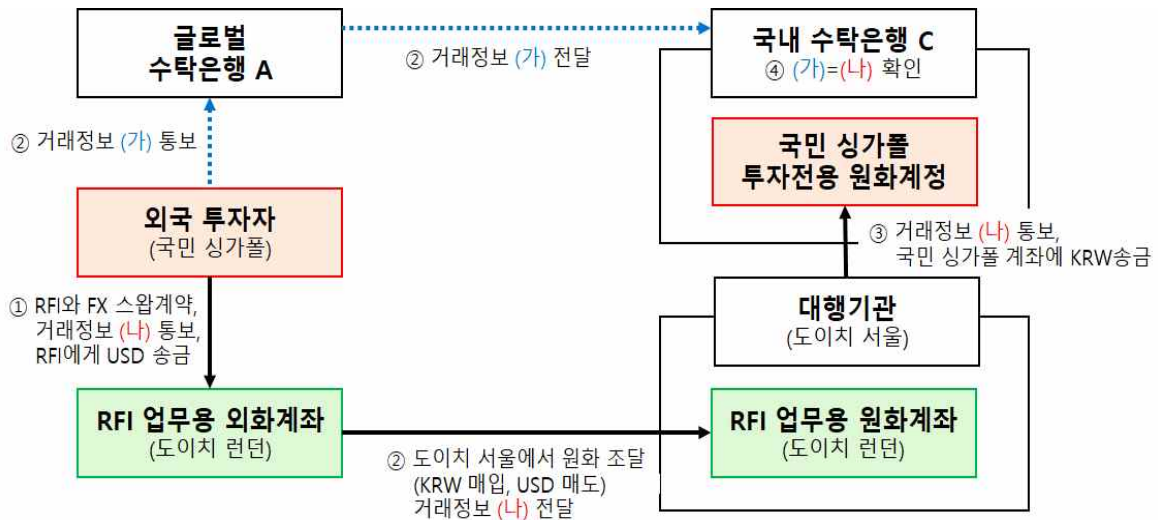 글로벌
수탁은행 A
② 거래정보 (가) 전달
국내 수탁은행 C
④ (가)=(나) 확인
② 거래정보 (가) 통보
국민 싱가폴
투자전용 원화계정
외국 투자자
(국민 싱가폴)
③ 거래정보 (나) 통보,
국민 싱가폴 계좌에 KRW송금
① RFI와 FX 스왑계약,
거래정보 (나) 통보,
RFI에게 USD 송금
대행기관
(도이치 서울)
RFI 업무용 외화계좌
(도이치 런던)
RFI 업무용 원화계좌
(도이치 런던)
② 도이치 서울에서 원화 조달
(KRW 매입, USD 매도)
거래정보 (나) 전달